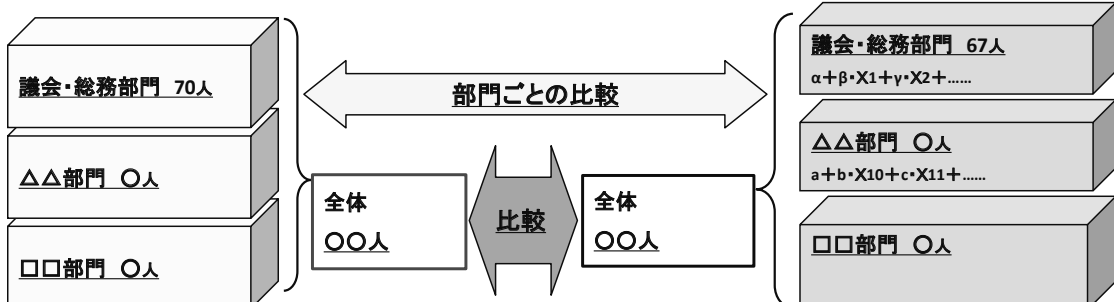 議会・総務部門 70人
△△部門 〇人
□□部門 〇人
部門ごとの比較
全体
〇〇人
比較
全体
〇〇人
議会・総務部門 67人
α+β・X1+γ・X2+……
△△部門 〇人
a+b・X10+c・X11+……
□□部門 〇人